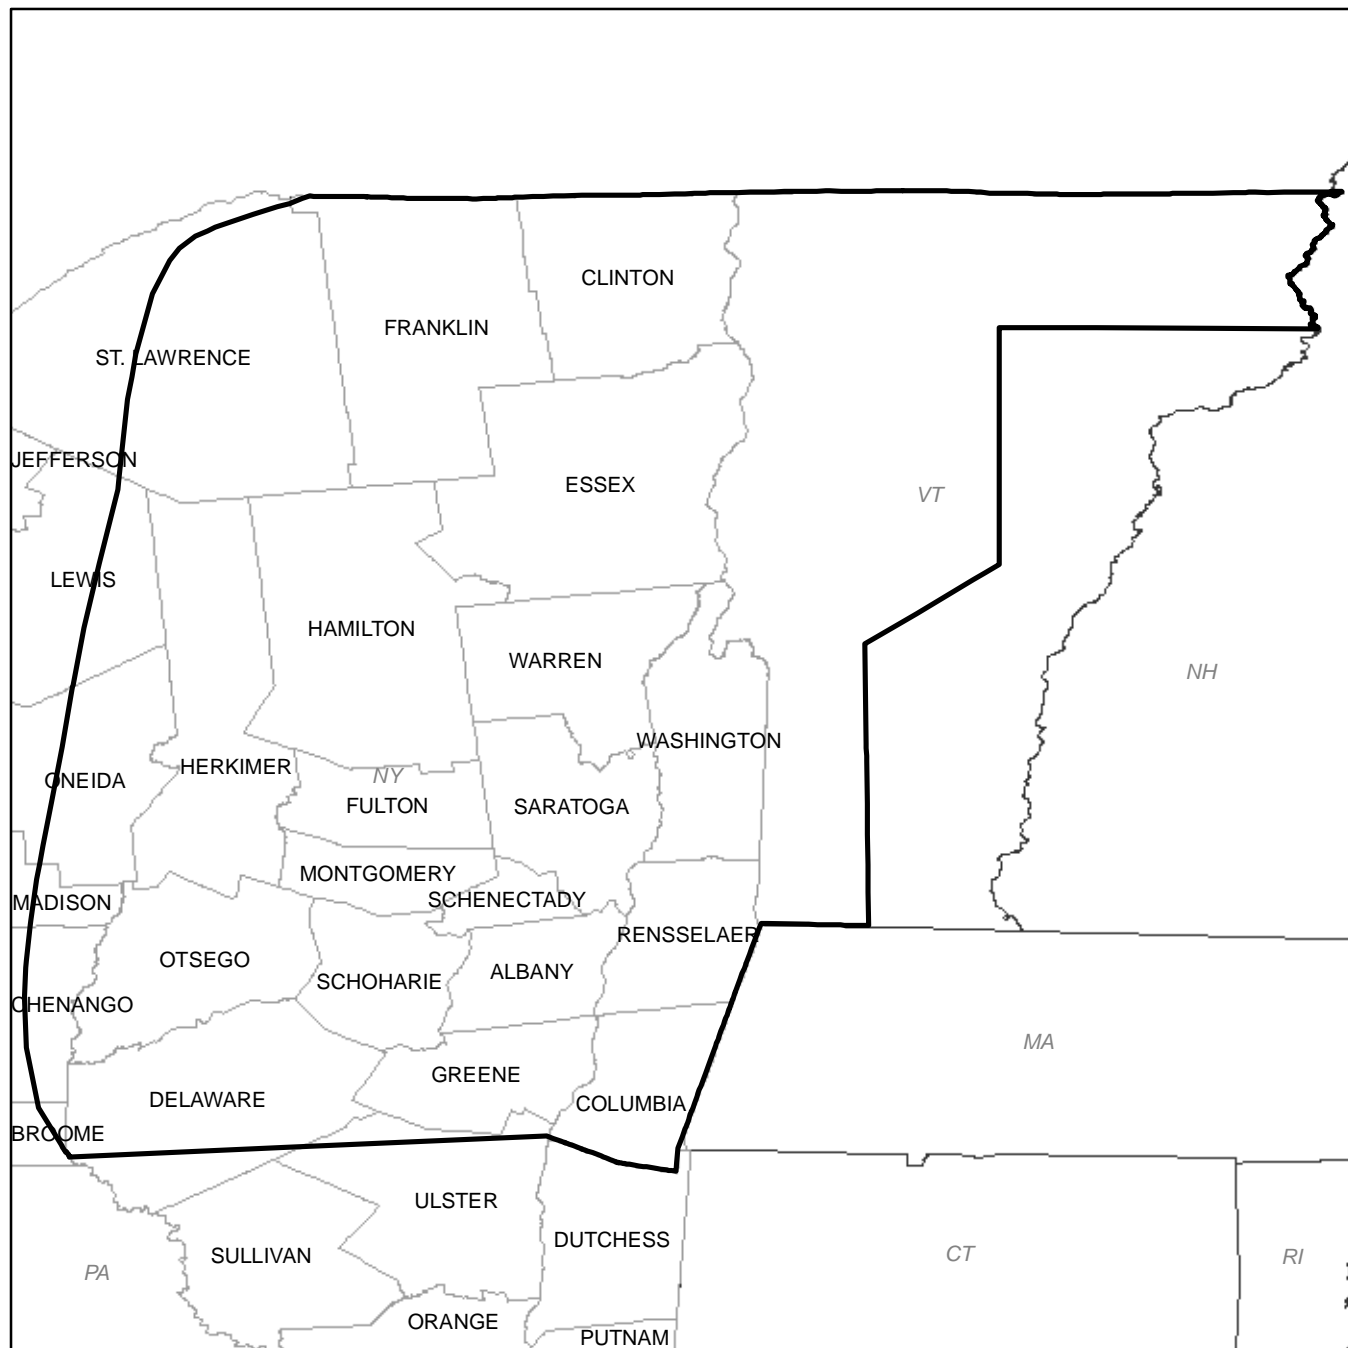 CLINTON
FRANKLIN
ST. LAWRENCE
JEFFERSON
ESSEX
VT
LEWIS
HAMILTON
WARREN
NH
WASHINGTON
HERKIMER
NY
ONEIDA
FULTON
SARATOGA
MONTGOMERY
SCHENECTADY
MADISON
RENSSELAER
OTSEGO
ALBANY
SCHOHARIE
CHENANGO
MA
GREENE
DELAWARE
COLUMBIA
BROOME
ULSTER
DUTCHESS
SULLIVAN
CT
RI
PA
ORANGE
PUTNAM